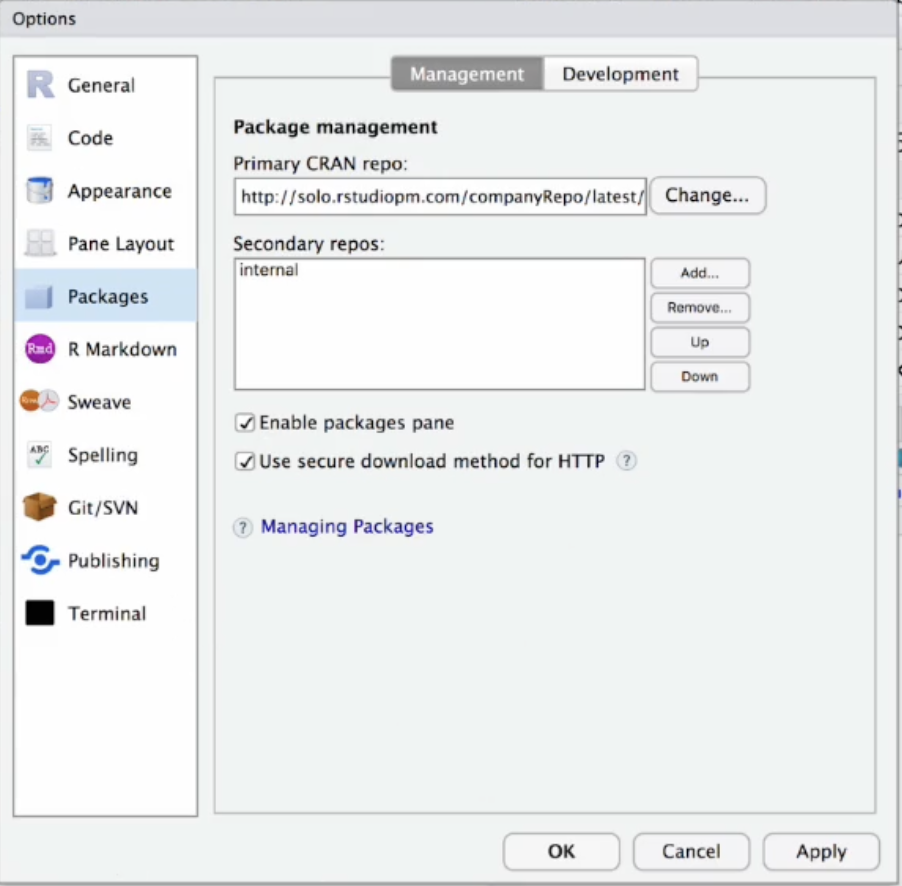 Options
General
Code
Appearance
Pane Layout
Packages
Rmd R Markdown
Sweave
ABC Spelling
Git/SVN
Publishing
Terminal
Management Development
Package management
Primary CRAN repo:
http://solo.rstudiopm.com/companyRepo/latest/ Change...
Secondary repos:
internal
Add...
Remove...
Up
Down
Enable packages pane
Use secure download method for HTTP ?
? Managing Packages
OK Cancel Apply